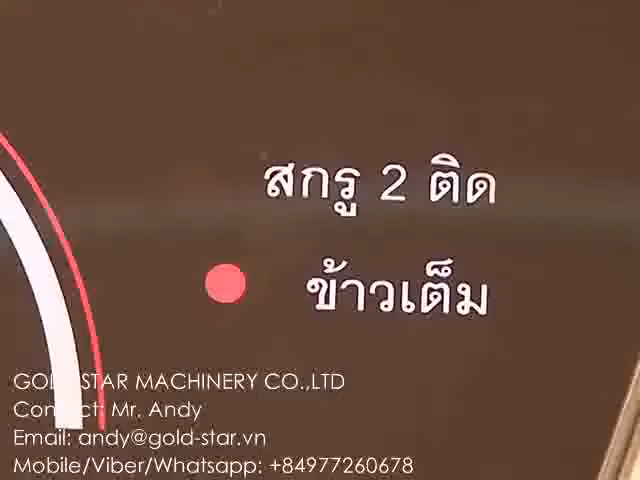 สกรู 2 ติด
ข้าวเต็ม
GOLD STAR MACHINERY CO.,LTD
Contact: Mr. Andy
Email: andy@gold-star.vn
Mobile/Viber/Whatsapp: +84977260678